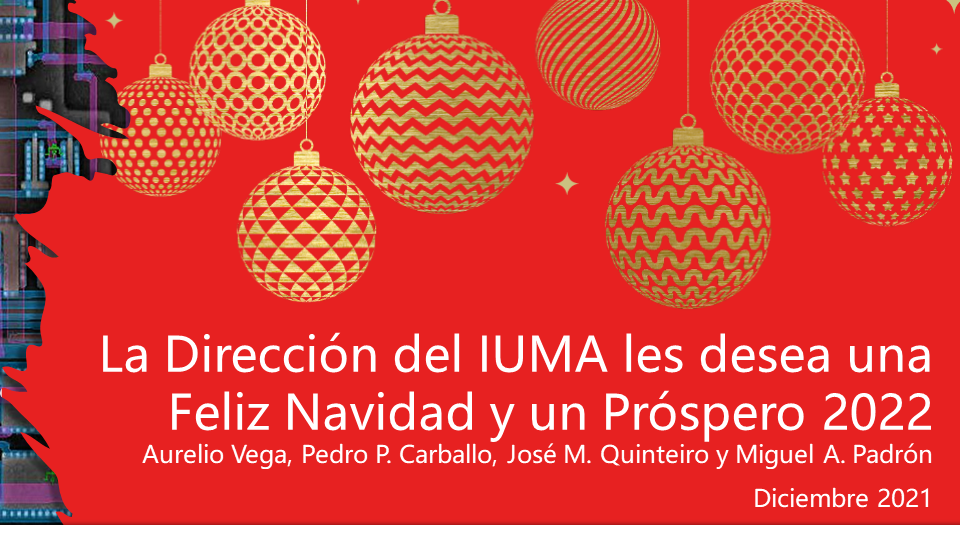 La Dirección del IUMA les desea una
Feliz Navidad y un Próspero 2022
Aurelio Vega, Pedro P. Carballo, José M. Quinteiro y Miguel A. Padrón
Diciembre 2021